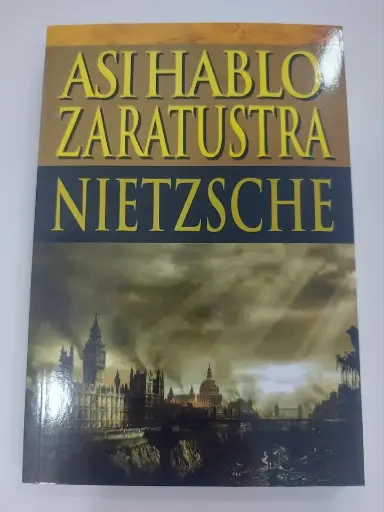 ASI HABLO
ZARATUSTRA
NIETZSCHE